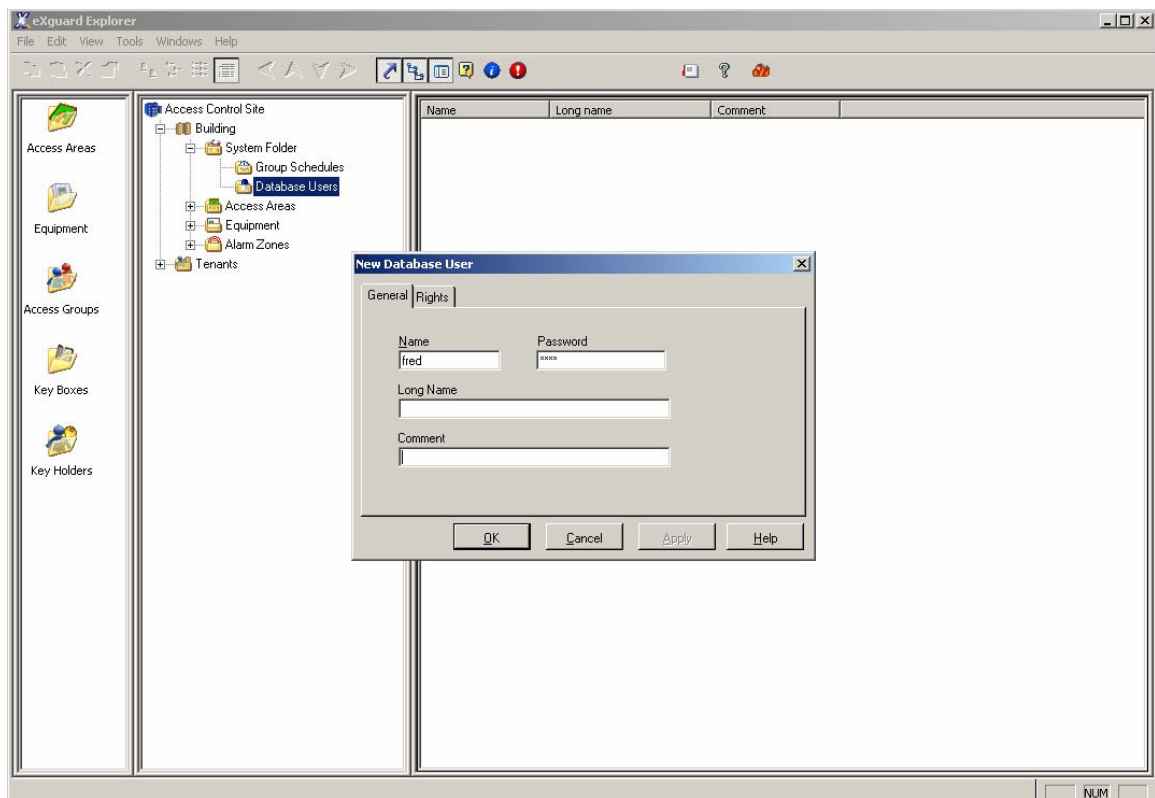 eXguard Explorer
File Edit View Tools Windows Help
Access Areas
Equipment
Access Groups
Key Boxes
Key Holders
Access Control Site
Building
System Folder
Group Schedules
Database Users
Access Areas
Equipment
Alarm Zones
Tenants
Name Long name Comment
New Database User
General Rights
Name Password
fred ****
Long Name
Comment
OK Cancel Apply Help
NUM